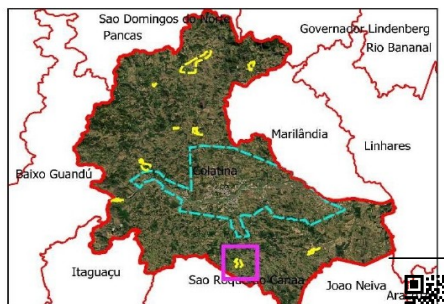 Sao Domingos do Norte
Pancas
Governador Lindenberg
Rio Bananal
Marilândia
Linhares
Colatina
Baixo Guandú
Itaguaçu
Sao Roque do Canaa
Joao Neiva